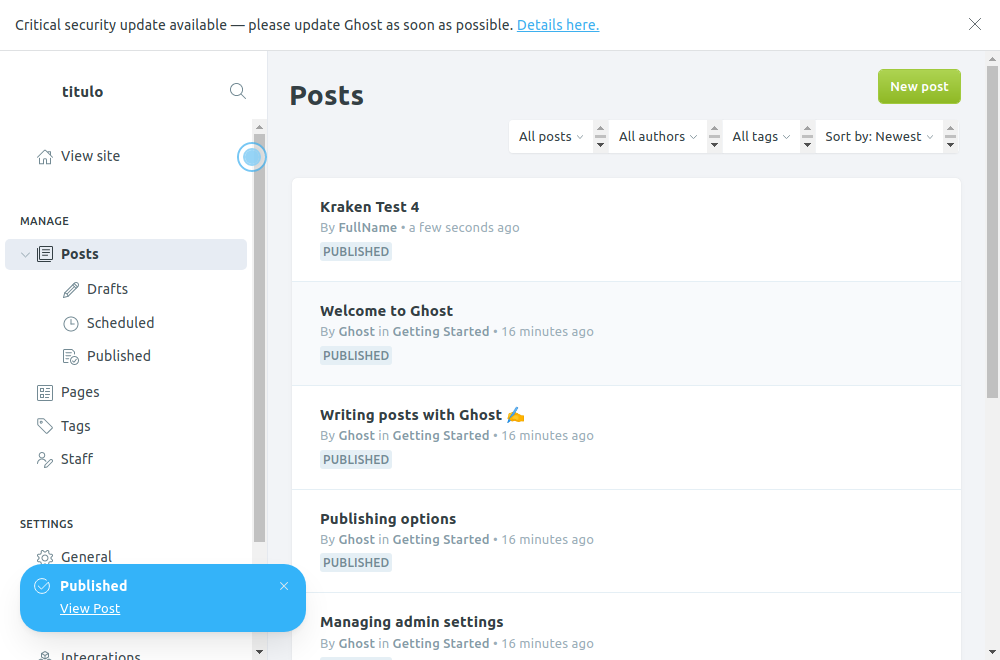 Critical security update available — please update Ghost as soon as possible. Details here.
titulo
View site
MANAGE
Posts
Drafts
Scheduled
Published
Pages
Tags
Staff
SETTINGS
General
Integrations
Published
View Post
Posts
New post
All posts
All authors
All tags
Sort by: Newest
Kraken Test 4
By FullName • a few seconds ago
PUBLISHED
Welcome to Ghost
By Ghost in Getting Started • 16 minutes ago
PUBLISHED
Writing posts with Ghost ✍️
By Ghost in Getting Started • 16 minutes ago
PUBLISHED
Publishing options
By Ghost in Getting Started • 16 minutes ago
PUBLISHED
Managing admin settings
By Ghost in Getting Started • 16 minutes ago